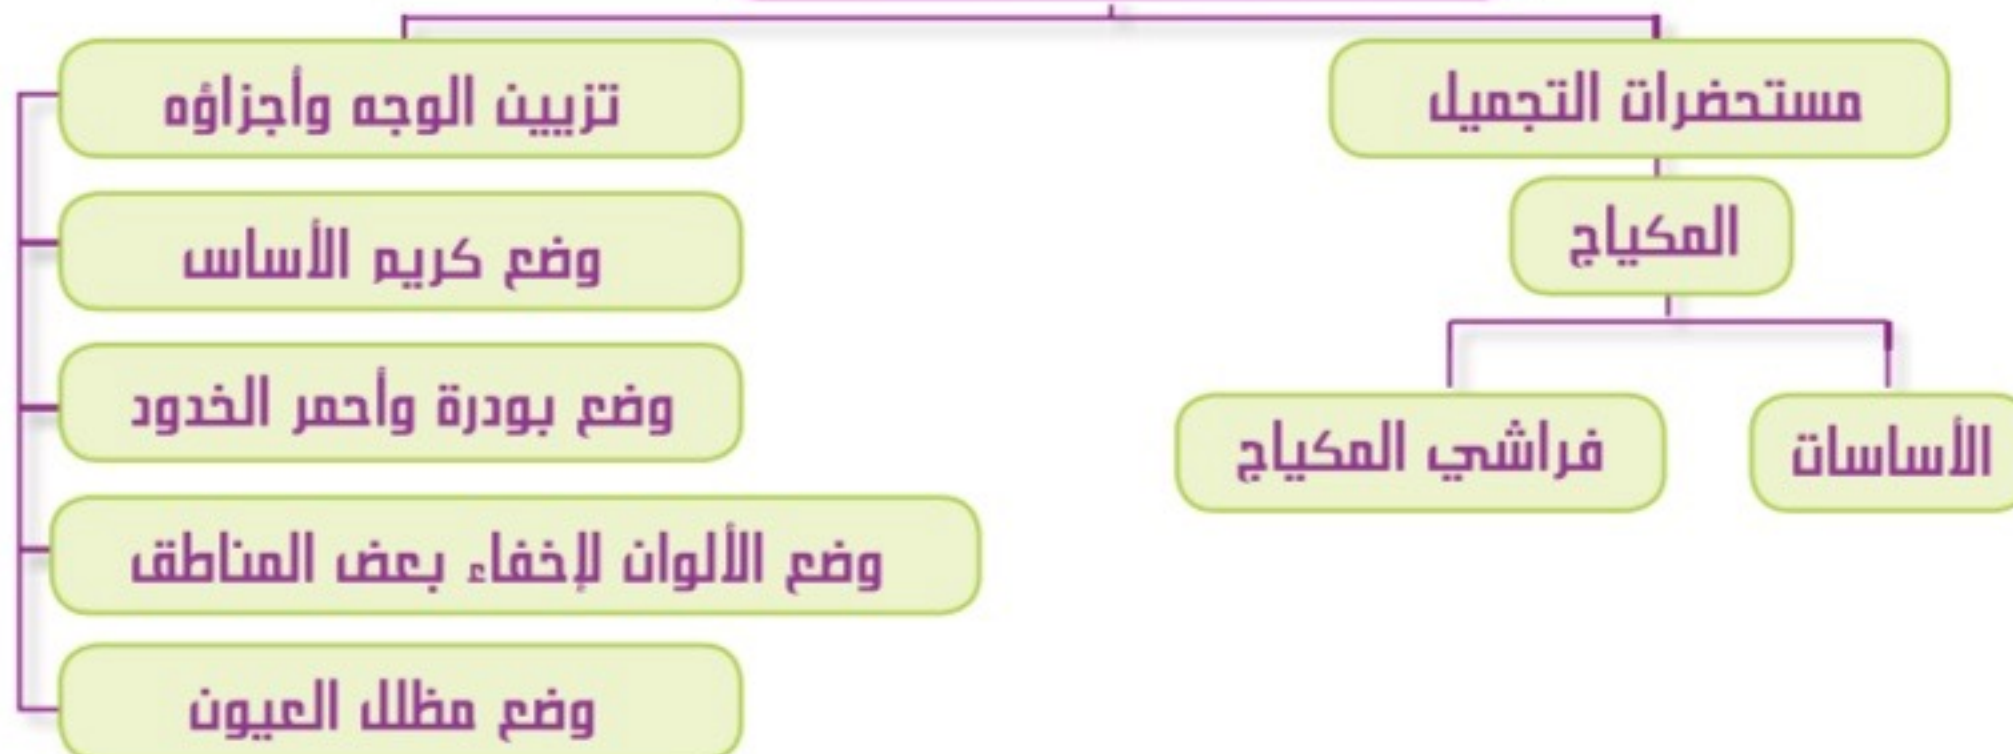 مستحضرات التجميل
المكياج
الأساسات
فراشي المكياج
تزيين الوجه وأجزاؤه
وضع كريم الأساس
وضع بودرة وأحمر الخدود
وضع الألوان لإخفاء بعض المناطق
وضع مظلل العيون